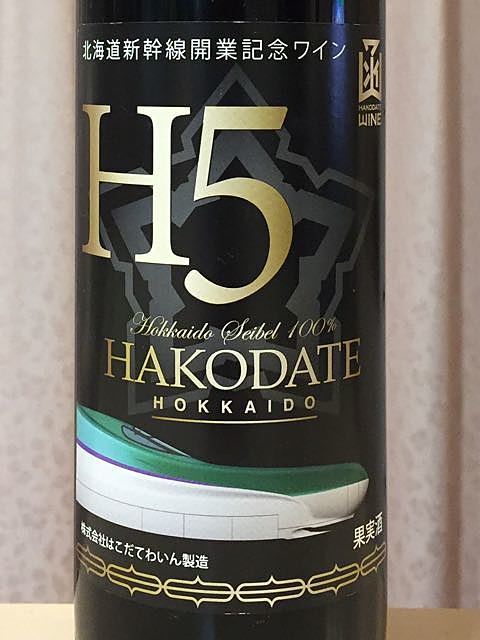 北海道新幹線開業記念ワイン
函
HAKODATE
WINE
H5
Hokkaido Seibel 100%
HAKODATE
HOKKAIDO
株式会社はこだてわいん製造
果実酒